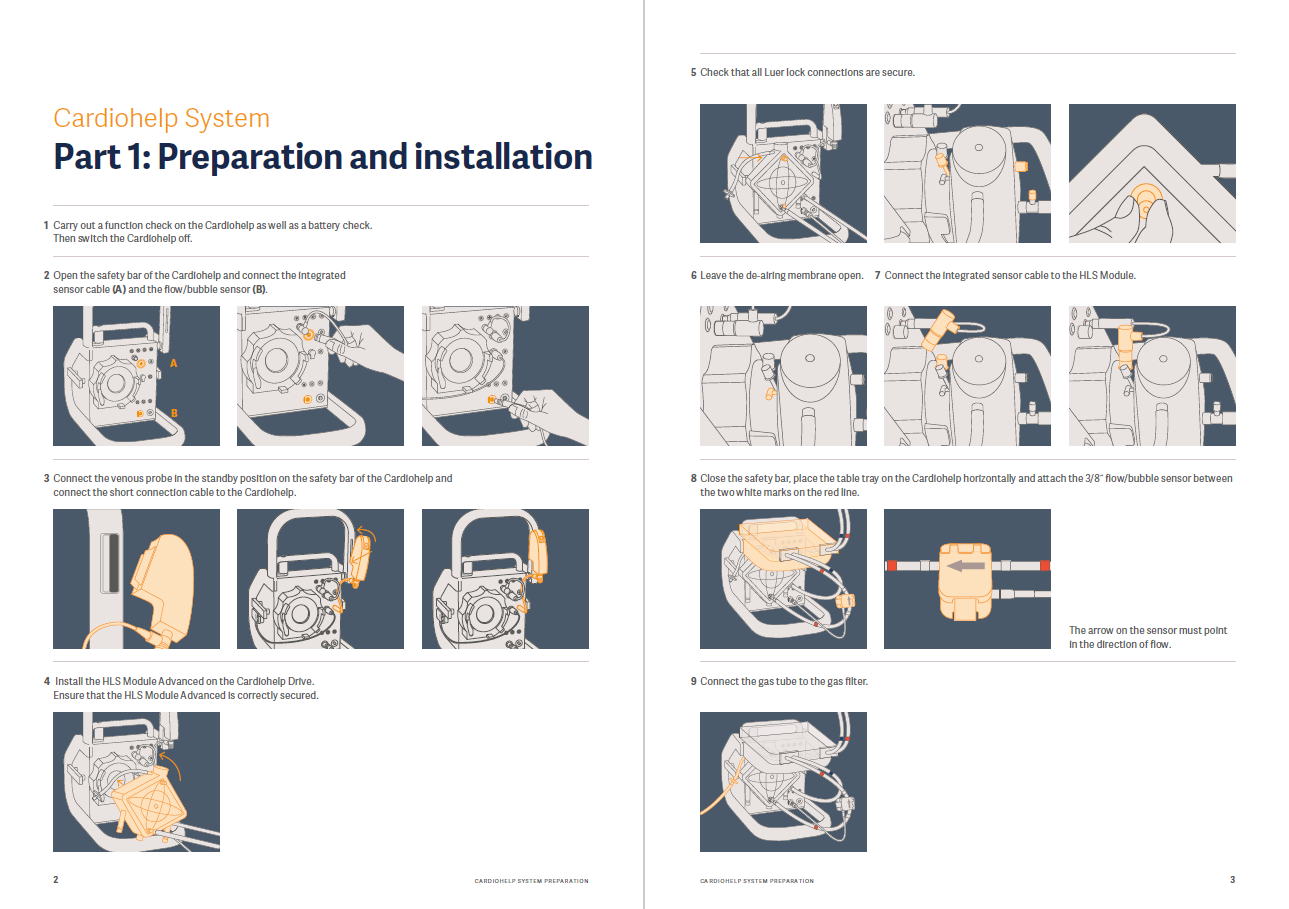 Cardiohelp System
Part 1: Preparation and installation
1 Carry out a function check on the Cardiohelp as well as a battery check.
Then switch the Cardiohelp off.
2 Open the safety bar of the Cardiohelp and connect the integrated
sensor cable (A) and the flow/bubble sensor (B).
A
B
3 Connect the venous probe in the standby position on the safety bar of the Cardiohelp and
connect the short connection cable to the Cardiohelp.
4 Install the HLS Module Advanced on the Cardiohelp Drive.
Ensure that the HLS Module Advanced is correctly secured.
2
CARDIOHELP SYSTEM PREPARATION
5 Check that all Luer lock connections are secure.
6 Leave the de-airing membrane open.
7 Connect the integrated sensor cable to the HLS Module.
8 Close the safety bar, place the table tray on the Cardiohelp horizontally and attach the 3/8" flow/bubble sensor between
the two white marks on the red line.
The arrow on the sensor must point
in the direction of flow.
9 Connect the gas tube to the gas filter.
CARDIOHELP SYSTEM PREPARATION
3